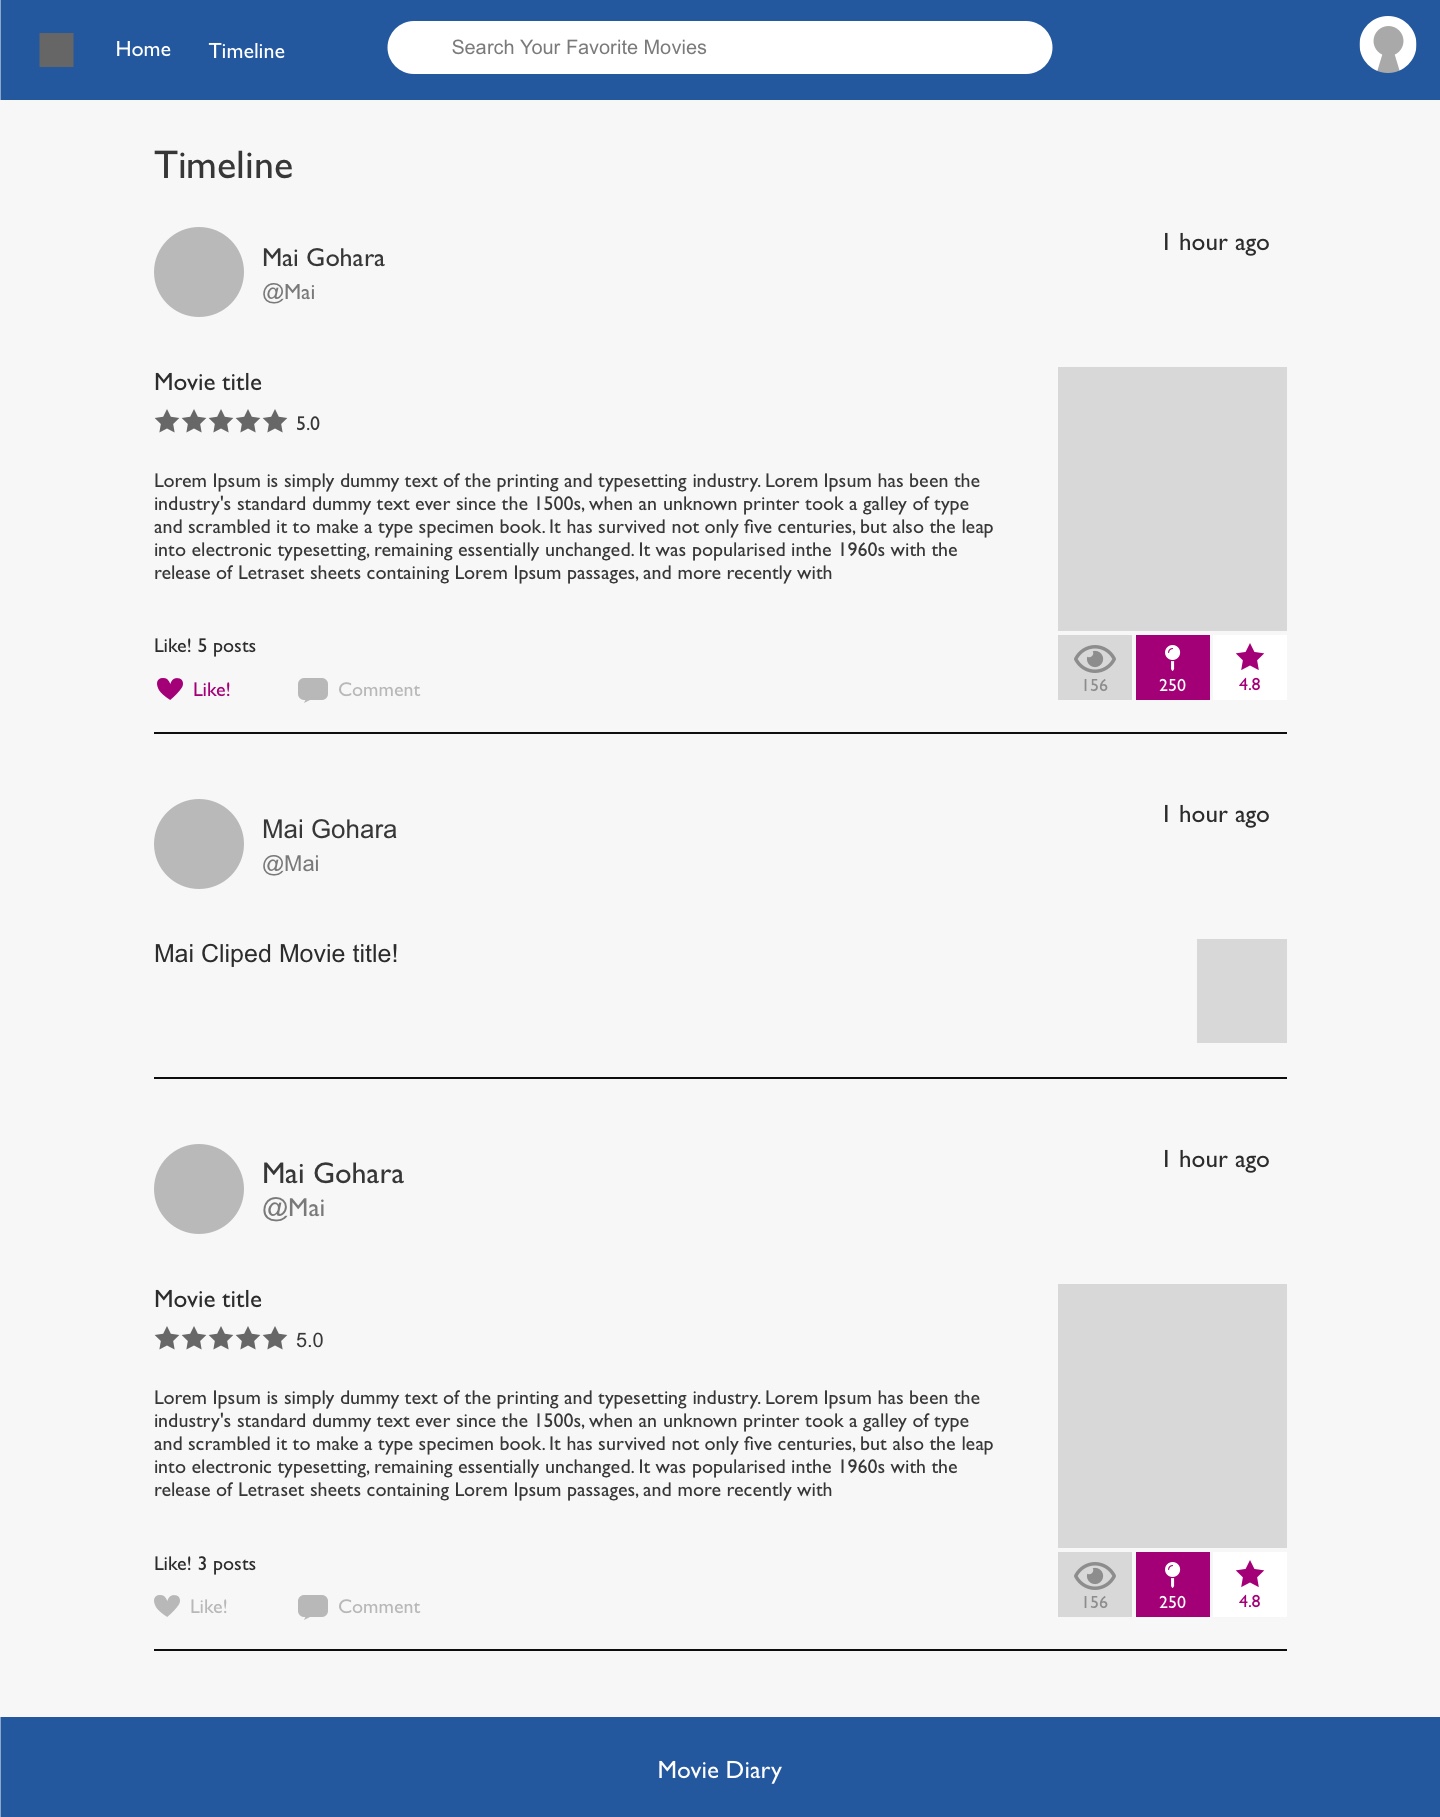 Home
Timeline
Search Your Favorite Movies
Timeline
Mai Gohara
@Mai
1 hour ago
Movie title
5.0
Lorem Ipsum is simply dummy text of the printing and typesetting industry. Lorem Ipsum has been the
industry's standard dummy text ever since the 1500s, when an unknown printer took a galley of type
and scrambled it to make a type specimen book. It has survived not only five centuries, but also the leap
into electronic typesetting, remaining essentially unchanged. It was popularised inthe 1960s with the
release of Letraset sheets containing Lorem Ipsum passages, and more recently with
Like! 5 posts
Like!
Comment
156
250
4.8
Mai Gohara
@Mai
1 hour ago
Mai Cliped Movie title!
Mai Gohara
@Mai
1 hour ago
Movie title
5.0
Lorem Ipsum is simply dummy text of the printing and typesetting industry. Lorem Ipsum has been the
industry's standard dummy text ever since the 1500s, when an unknown printer took a galley of type
and scrambled it to make a type specimen book. It has survived not only five centuries, but also the leap
into electronic typesetting, remaining essentially unchanged. It was popularised inthe 1960s with the
release of Letraset sheets containing Lorem Ipsum passages, and more recently with
Like! 3 posts
Like!
Comment
156
250
4.8
Movie Diary